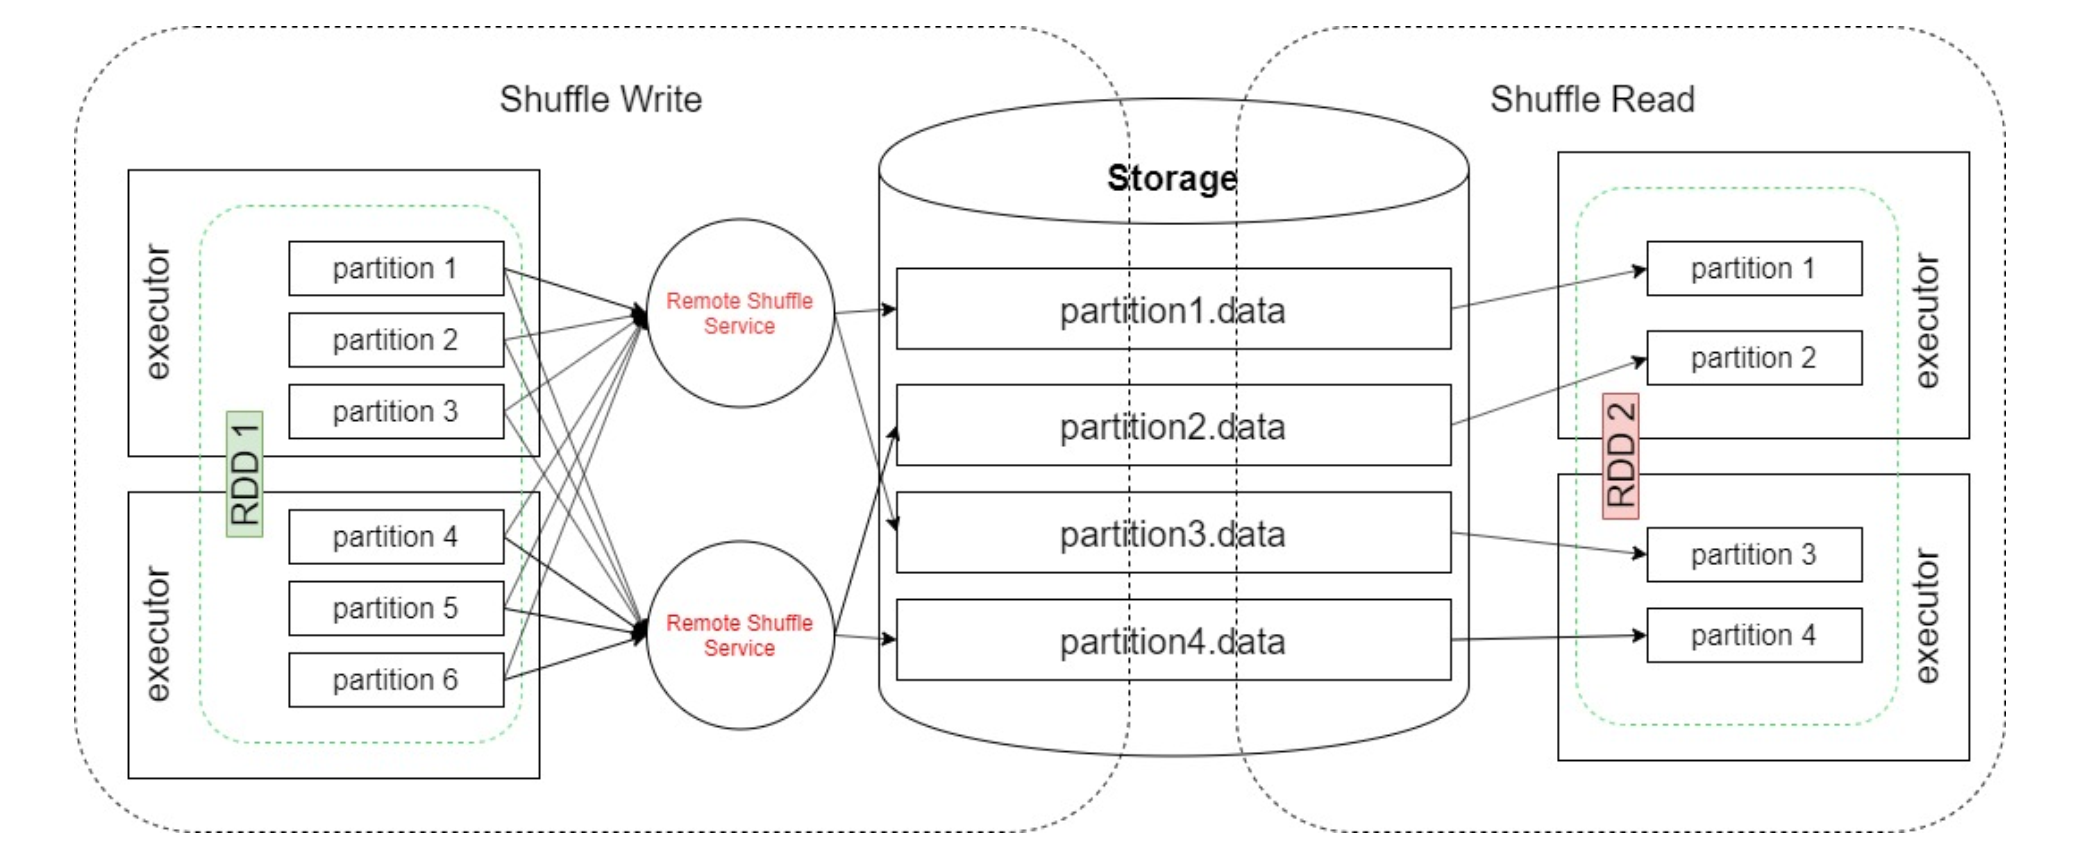 Shuffle Write
Shuffle Read
executor
RDD 1
partition 1
partition 2
partition 3
executor
partition 4
partition 5
partition 6
Remote Shuffle
Service
Remote Shuffle
Service
Storage
partition1.data
partition2.data
partition3.data
partition4.data
RDD 2
partition 1
partition 2
executor
partition 3
partition 4
executor